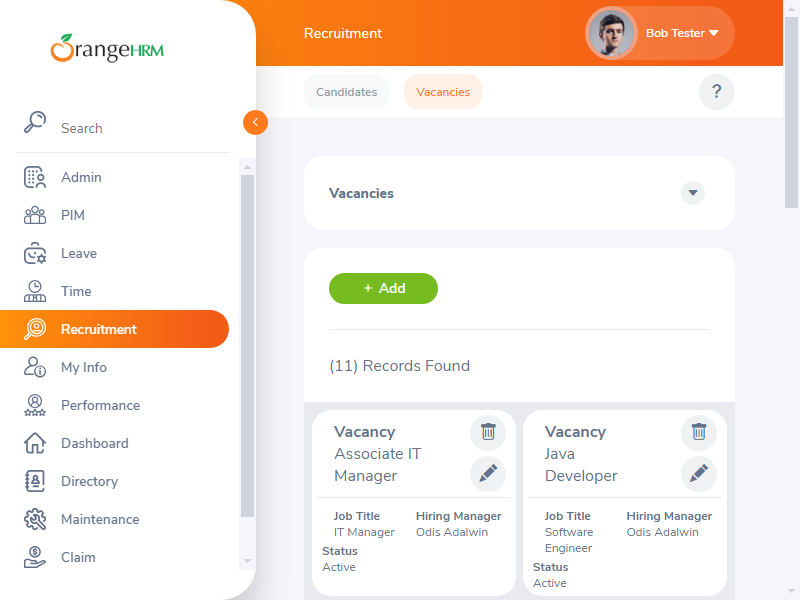 OrangeHRM
Search
Admin
PIM
Leave
Time
Recruitment
My Info
Performance
Dashboard
Directory
Maintenance
Claim
Recruitment
Bob Tester
Candidates
Vacancies
?
Vacancies
+ Add
(11) Records Found
Vacancy
Associate IT
Manager
Job Title
IT Manager
Hiring Manager
Odis Adalwin
Status
Active
Vacancy
Java
Developer
Job Title
Software
Engineer
Hiring Manager
Odis Adalwin
Status
Active